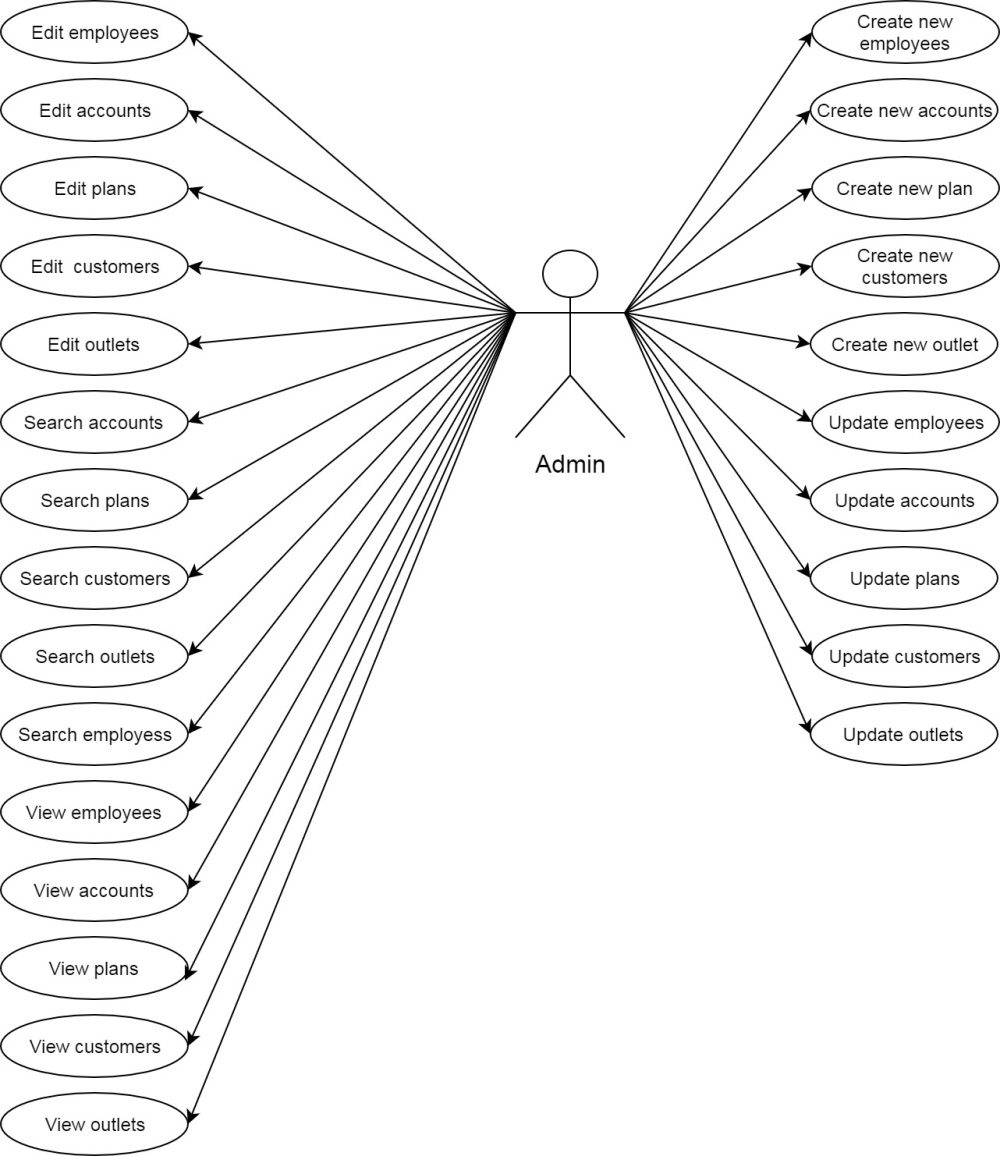 Edit employees
Edit accounts
Edit plans
Edit  customers
Edit outlets
Search accounts
Search plans
Search customers
Search outlets
Search employess
View employees
View accounts
View plans
View customers
View outlets
Admin
Create new
employees
Create new accounts
Create new plan
Create new
customers
Create new outlet
Update employees
Update accounts
Update plans
Update customers
Update outlets